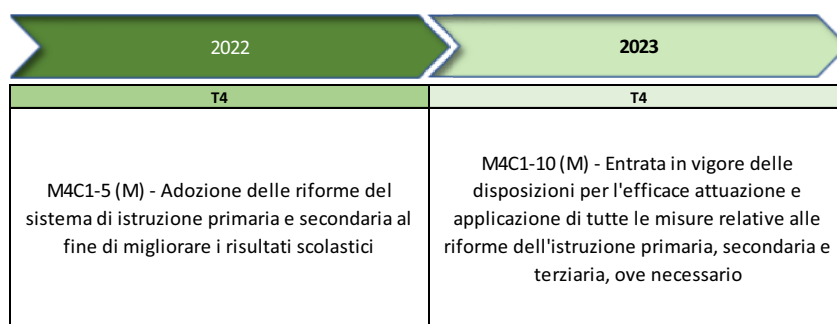 2022
2023
T4
T4
M4C1-5 (M) - Adozione delle riforme del
sistema di istruzione primaria e secondaria al
fine di migliorare i risultati scolastici
M4C1-10 (M) - Entrata in vigore delle
disposizioni per l'efficace attuazione e
applicazione di tutte le misure relative alle
riforme dell'istruzione primaria, secondaria e
terziaria, ove necessario